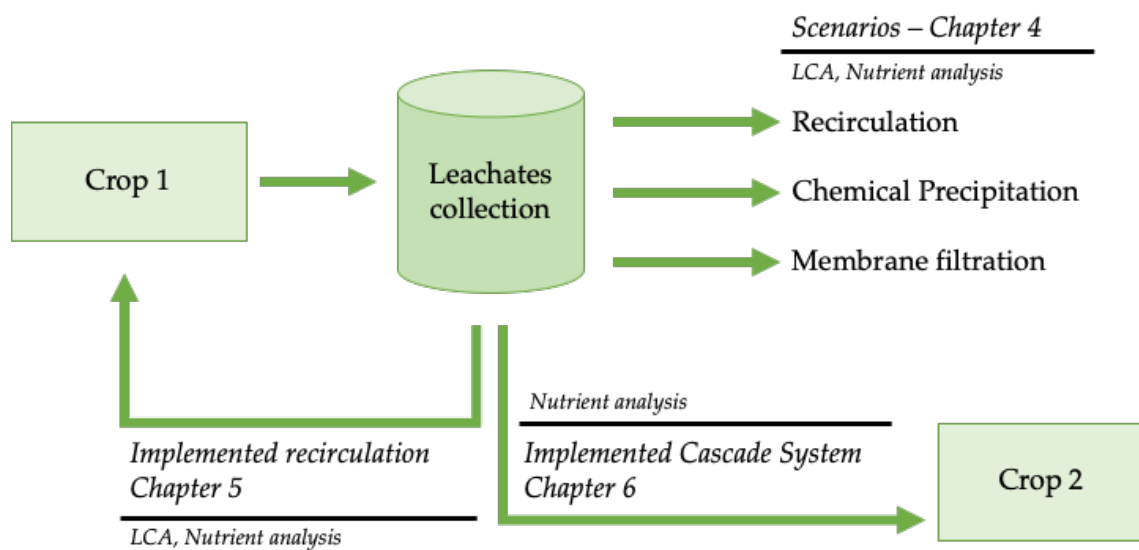 Scenarios – Chapter 4
LCA, Nutrient analysis
Crop 1
Leachates
collection
Recirculation
Chemical Precipitation
Membrane filtration
Implemented recirculation
Chapter 5
LCA, Nutrient analysis
Nutrient analysis
Implemented Cascade System
Chapter 6
Crop 2